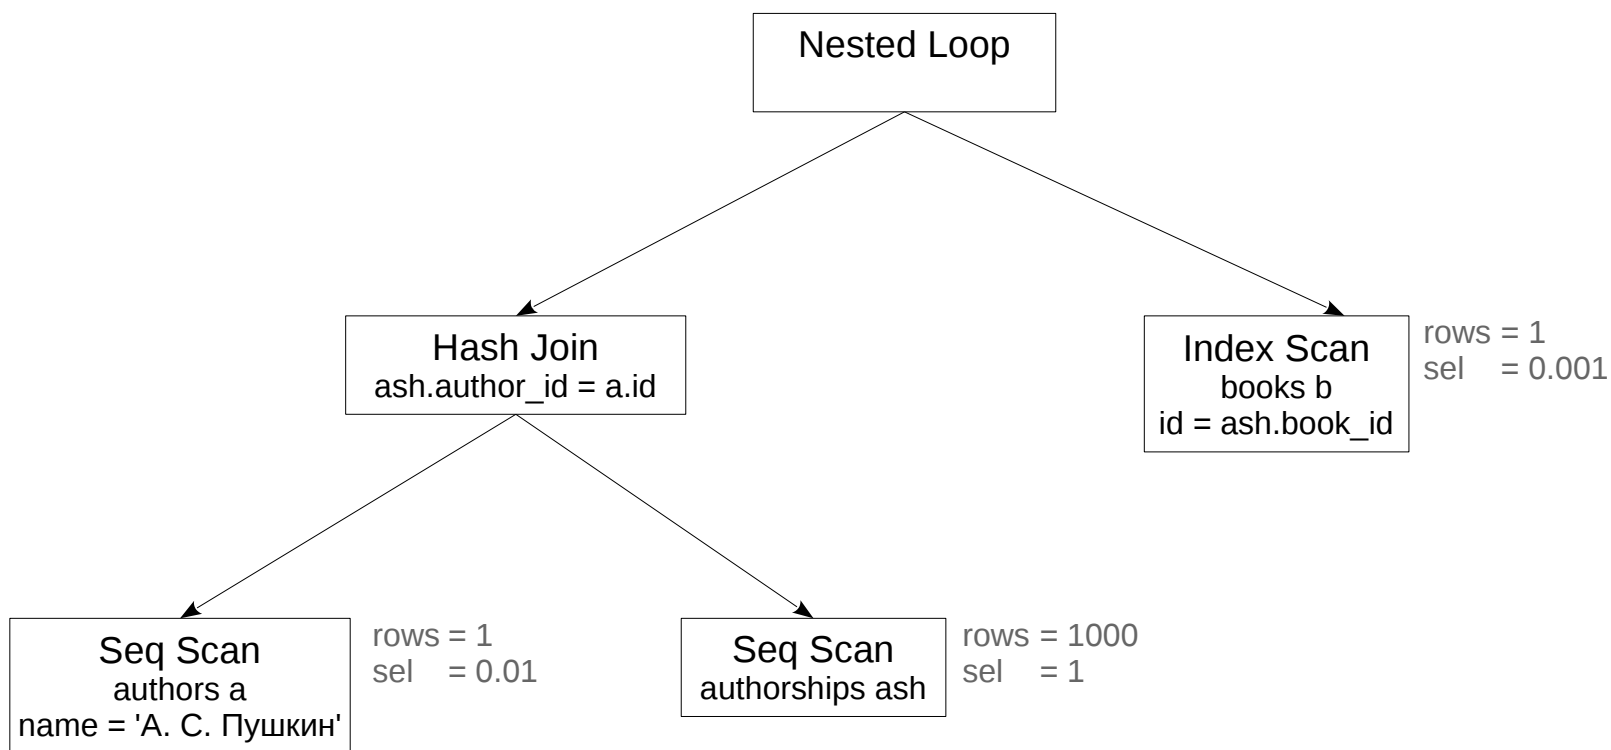 Nested Loop
Hash Join
ash.author_id = a.id
Index Scan
books b
id = ash.book_id
rows = 1
sel = 0.001
Seq Scan
authors a
name = 'А. С. Пушкин'
rows = 1
sel = 0.01
Seq Scan
authorships ash
rows = 1000
sel = 1